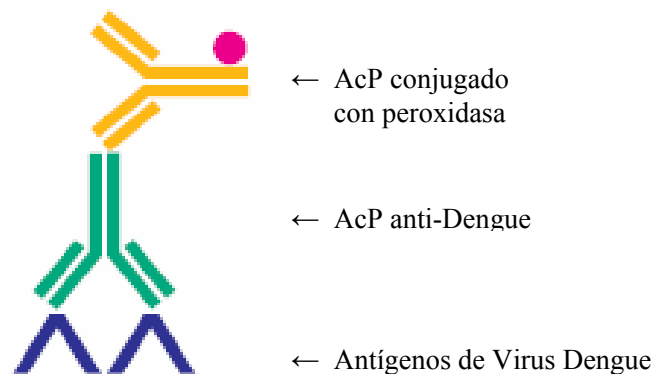 ← AcP conjugado
con peroxidasa
← AcP anti-Dengue
← Antígenos de Virus Dengue